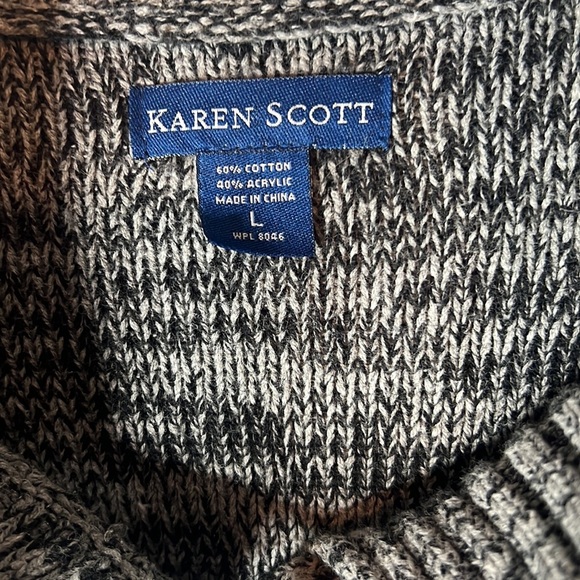 KAREN SCOTT
60% COTTON
40% ACRYLIC
MADE IN CHINA
L
WPL 8046